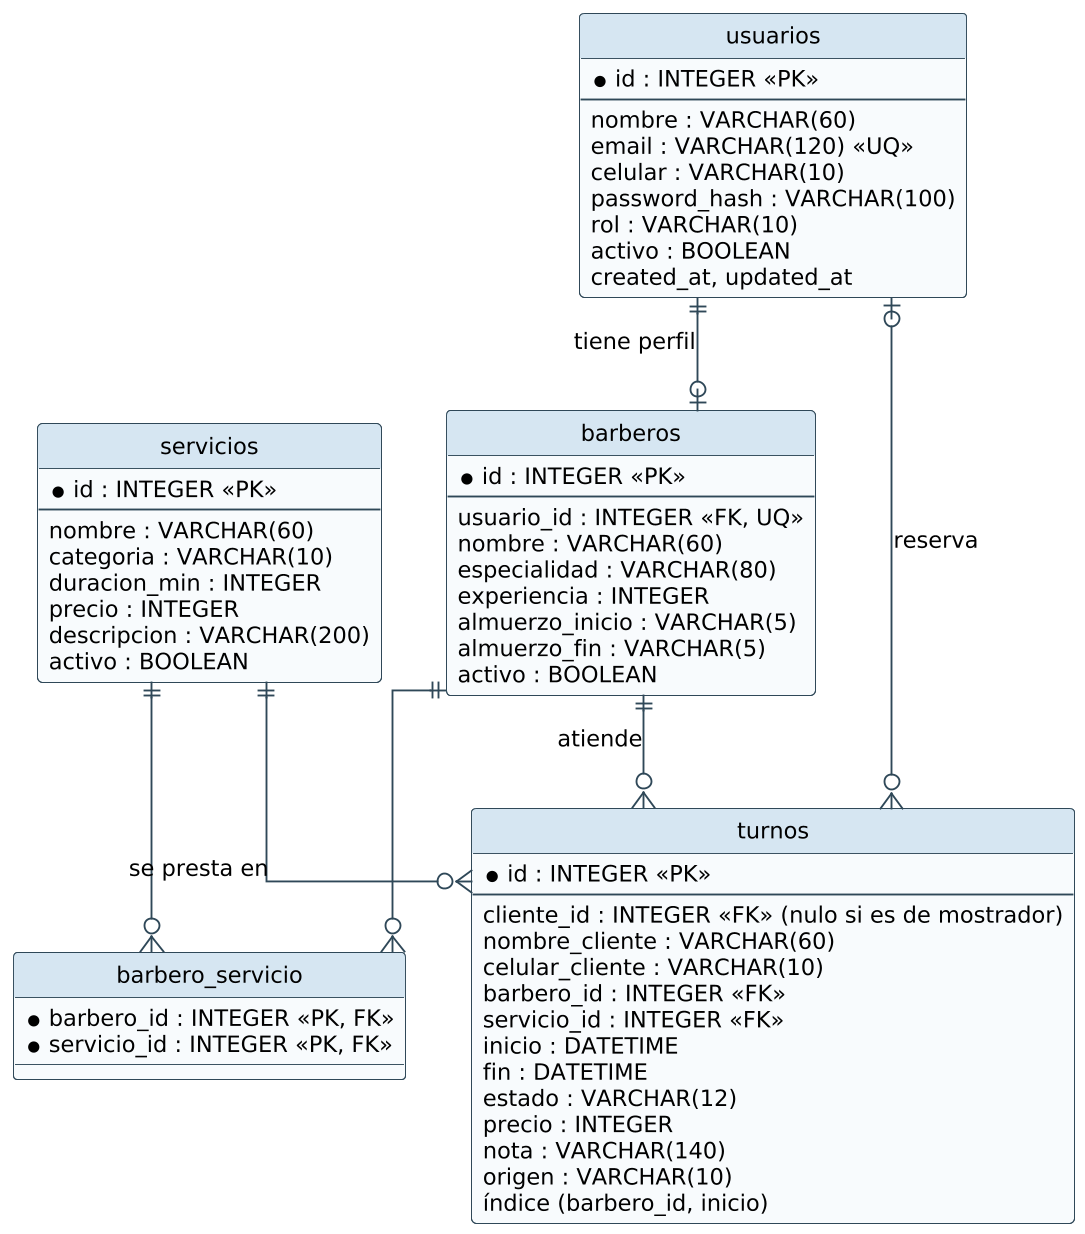 usuarios
id : INTEGER «PK»
nombre : VARCHAR(60)
email : VARCHAR(120) «UQ»
celular : VARCHAR(10)
password_hash : VARCHAR(100)
rol : VARCHAR(10)
activo : BOOLEAN
created_at, updated_at
tiene perfil
servicios
id : INTEGER «PK»
nombre : VARCHAR(60)
categoria : VARCHAR(10)
duracion_min : INTEGER
precio : INTEGER
descripcion : VARCHAR(200)
activo : BOOLEAN
barberos
id : INTEGER «PK»
usuario_id : INTEGER «FK, UQ»
nombre : VARCHAR(60)
especialidad : VARCHAR(80)
experiencia : INTEGER
almuerzo_inicio : VARCHAR(5)
almuerzo_fin : VARCHAR(5)
activo : BOOLEAN
reserva
atiende
se presta en
barbero_servicio
barbero_id : INTEGER «PK, FK»
servicio_id : INTEGER «PK, FK»
turnos
id : INTEGER «PK»
cliente_id : INTEGER «FK» (nulo si es de mostrador)
nombre_cliente : VARCHAR(60)
celular_cliente : VARCHAR(10)
barbero_id : INTEGER «FK»
servicio_id : INTEGER «FK»
inicio : DATETIME
fin : DATETIME
estado : VARCHAR(12)
precio : INTEGER
nota : VARCHAR(140)
origen : VARCHAR(10)
índice (barbero_id, inicio)